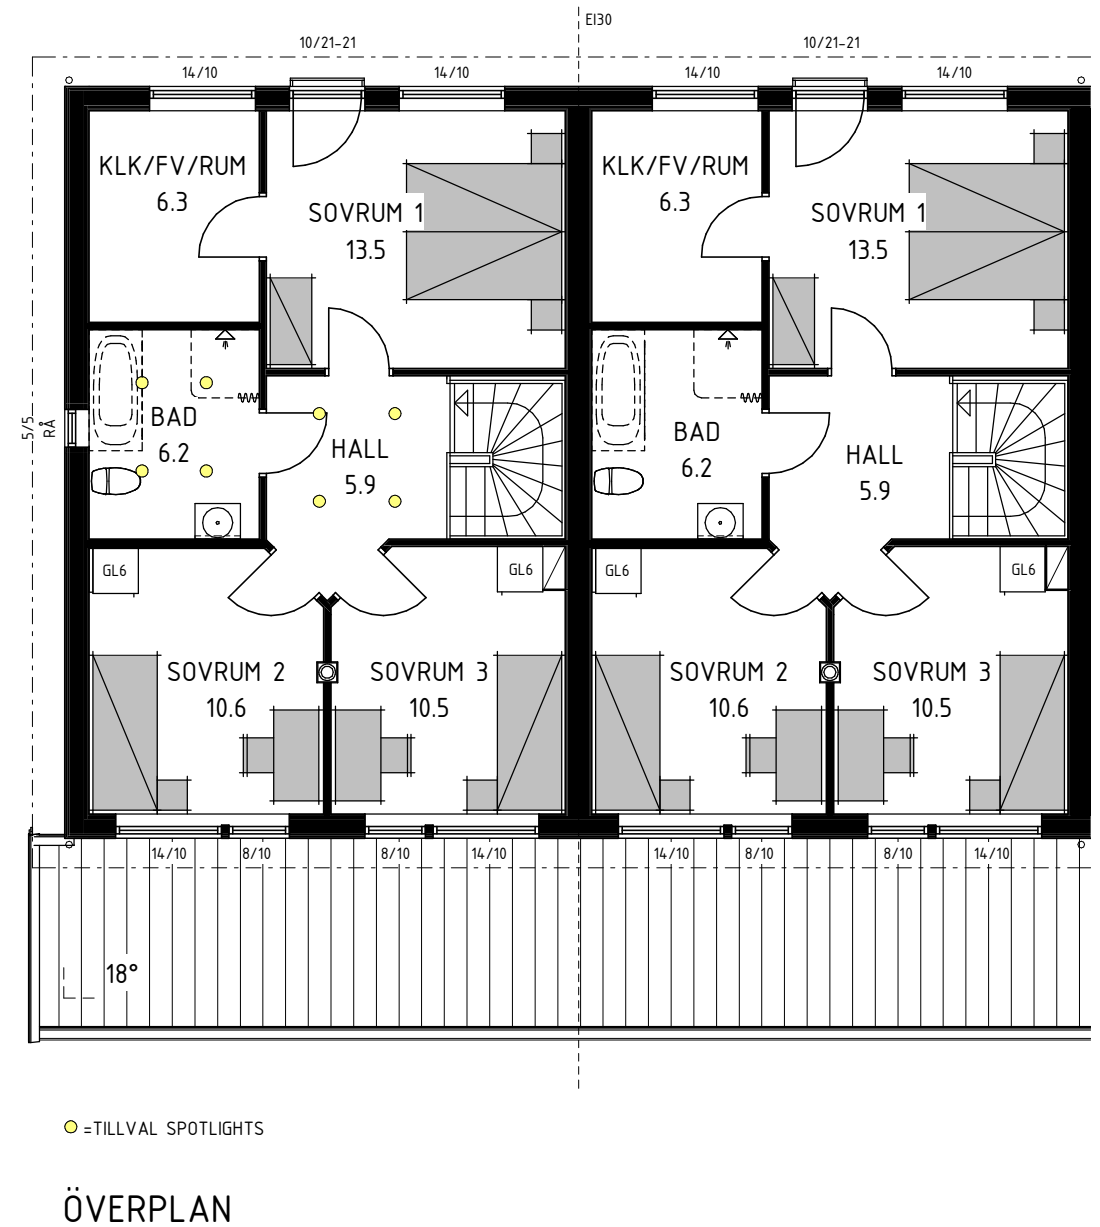 EI30
10/21-21
10/21-21
14/10
14/10
14/10
14/10
KLK/FV/RUM
6.3
SOVRUM 1
13.5
KLK/FV/RUM
6.3
SOVRUM 1
13.5
5/5
RÅ
BAD
6.2
HALL
5.9
BAD
6.2
HALL
5.9
GL6
GL6
GL6
GL6
SOVRUM 2
10.6
SOVRUM 3
10.5
SOVRUM 2
10.6
SOVRUM 3
10.5
14/10
8/10
8/10
14/10
14/10
8/10
8/10
14/10
18°
=TILLVAL SPOTLIGHTS
ÖVERPLAN